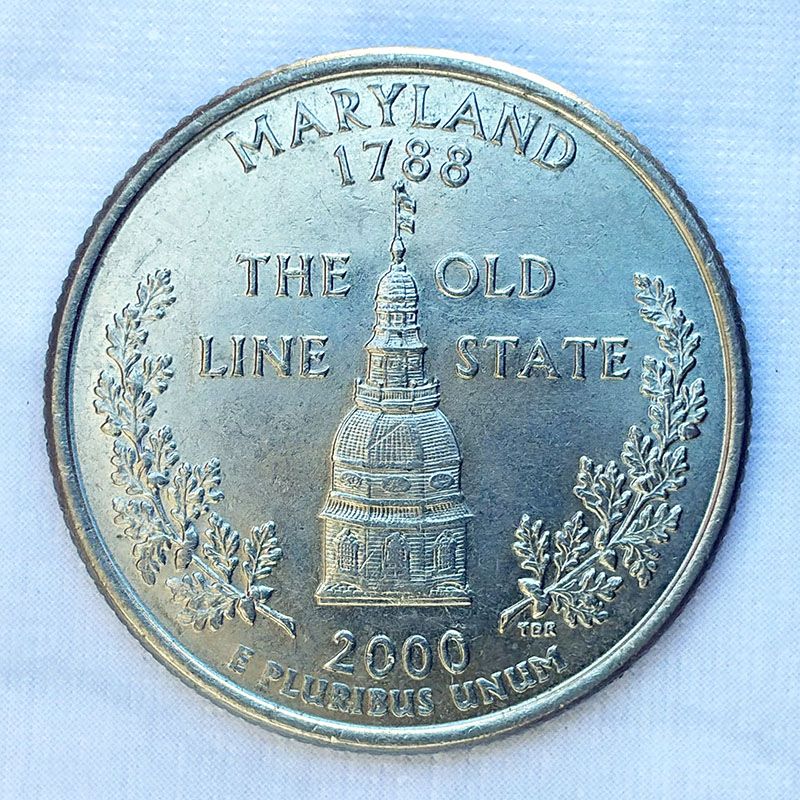 MARYLAND
1788
THE OLD
LINE STATE
TBR
2000
E PLURIBUS UNUM